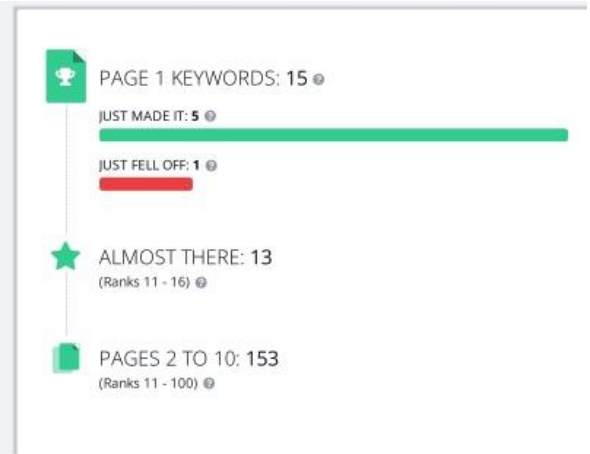 PAGE 1 KEYWORDS: 15 ?
JUST MADE IT: 5 ?
JUST FELL OFF: 1 ?
ALMOST THERE: 13
(Ranks 11 - 16) ?
PAGES 2 TO 10: 153
(Ranks 11 - 100) ?